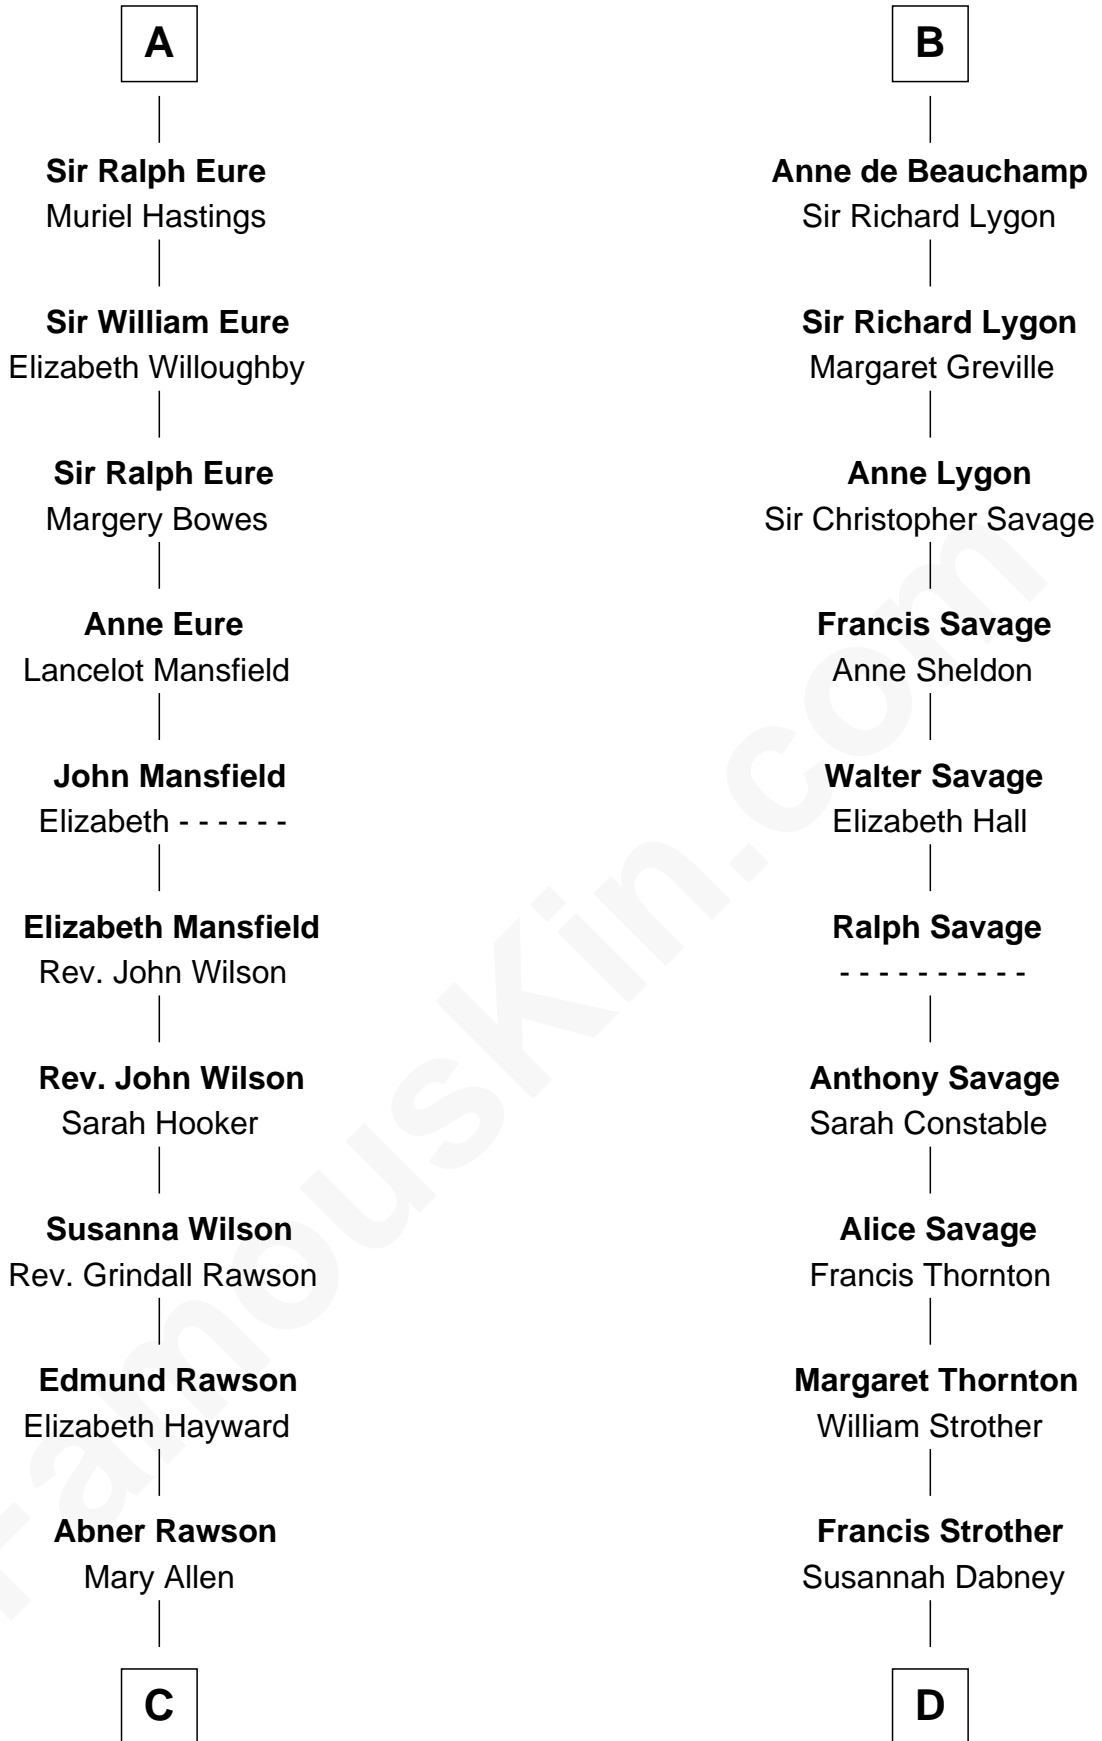 A
Sir Ralph Eure
Muriel Hastings
Sir William Eure
Elizabeth Willoughby
Sir Ralph Eure
Margery Bowes
Anne Eure
Lancelot Mansfield
John Mansfield
Elizabeth - - - - - -
Elizabeth Mansfield
Rev. John Wilson
Rev. John Wilson
Sarah Hooker
Susanna Wilson
Rev. Grindall Rawson
Edmund Rawson
Elizabeth Hayward
Abner Rawson
Mary Allen
C
B
Anne de Beauchamp
Sir Richard Lygon
Sir Richard Lygon
Margaret Greville
Anne Lygon
Sir Christopher Savage
Francis Savage
Anne Sheldon
Walter Savage
Elizabeth Hall
Ralph Savage
- - - - - - - - - -
Anthony Savage
Sarah Constable
Alice Savage
Francis Thornton
Margaret Thornton
William Strother
Francis Strother
Susannah Dabney
D
FamousKin.com